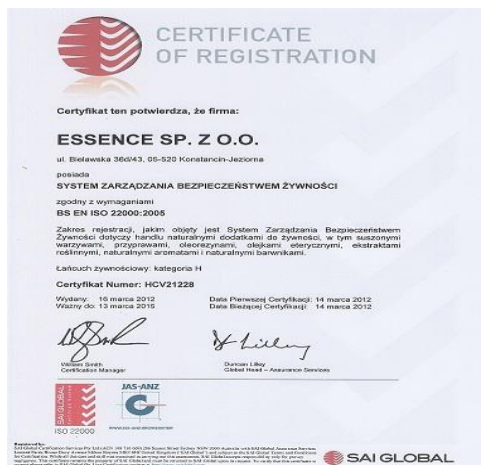 CERTIFICATE
OF REGISTRATION
Certyfikat ten potwierdza, że firma:
ESSENCE SP. Z O.O.
ul. Bielawska 36d/43, 05-520 Konstancin-Jeziorna
posiada
SYSTEM ZARZĄDZANIA BEZPIECZEŃSTWEM ŻYWNOŚCI
zgodny z wymaganiami
BS EN ISO 22000:2005
Zakres rejestracji, jakim objęty jest System Zarządzania Bezpieczeństwem
Żywności dotyczy handlu naturalnymi dodatkami do żywności, w tym suszonymi
warzywami, przyprawami, oleorezynami, olejkami eterycznymi, ekstraktami
roślinnymi, naturalnymi aromatami i naturalnymi barwnikami.
Łańcuch żywnościowy: kategoria H
Certyfikat Numer: HCV21228
Wydany: 16 marca 2012
Data Pierwszej Certyfikacji: 14 marca 2012
Ważny do: 13 marca 2015
Data Bieżącej Certyfikacji: 14 marca 2012
William Smith
Certification Manager
Duncan Lilley
Global Head – Assurance Services
SAI GLOBAL
ISO 22000
JAS-ANZ
SAI GLOBAL